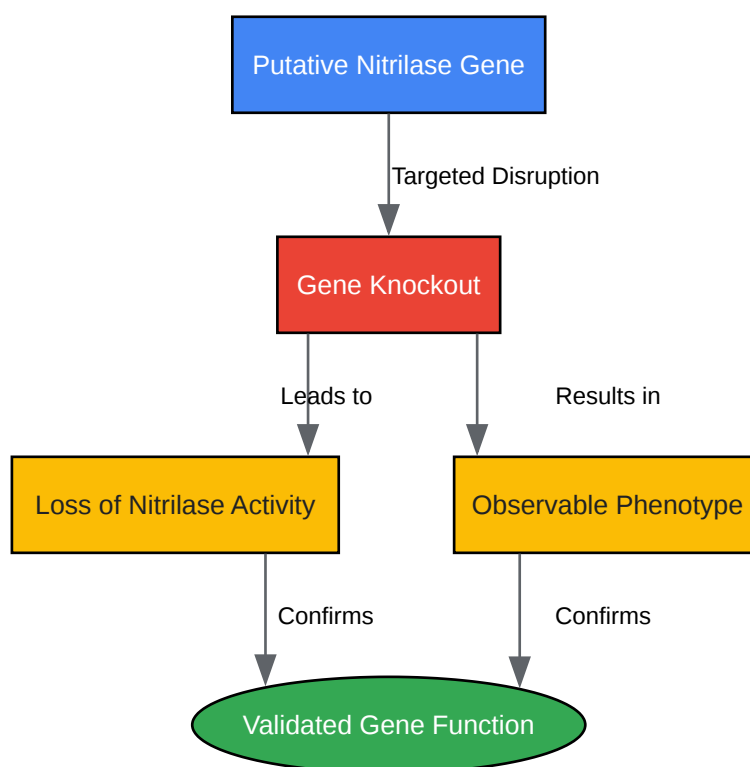 Putative Nitrilase Gene
Targeted Disruption
Gene Knockout
Leads to
Results in
Loss of Nitrilase Activity
Observable Phenotype
Confirms
Confirms
Validated Gene Function